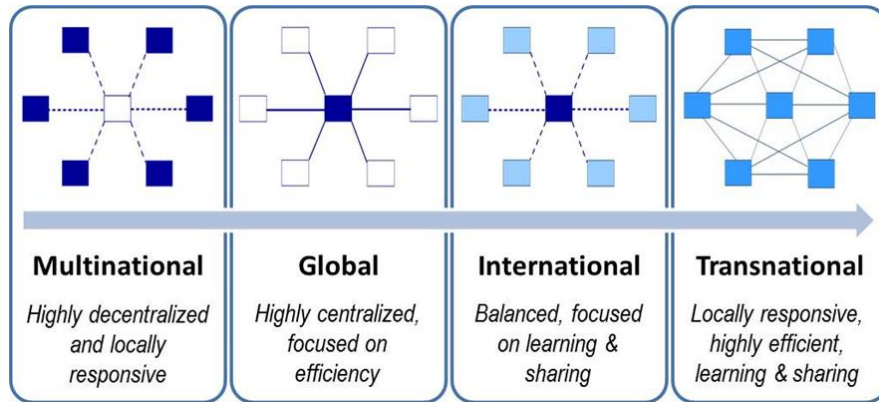 Multinational
Highly decentralized
and locally
responsive
Global
Highly centralized,
focused on
efficiency
International
Balanced, focused
on learning &
sharing
Transnational
Locally responsive,
highly efficient,
learning & sharing